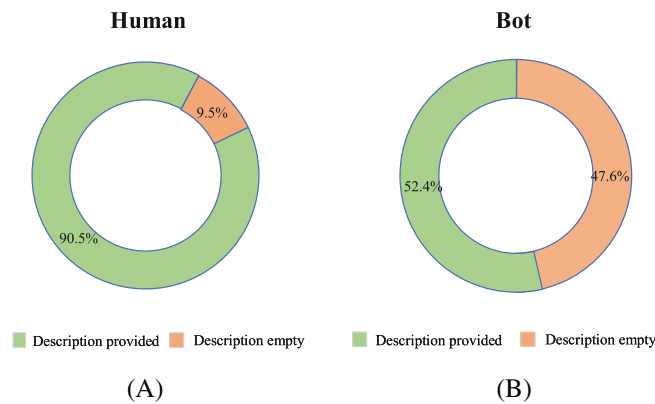 Human
Bot
9.5%
90.5%
52.4%
47.6%
Description provided
Description empty
Description provided
Description empty
(A)
(B)